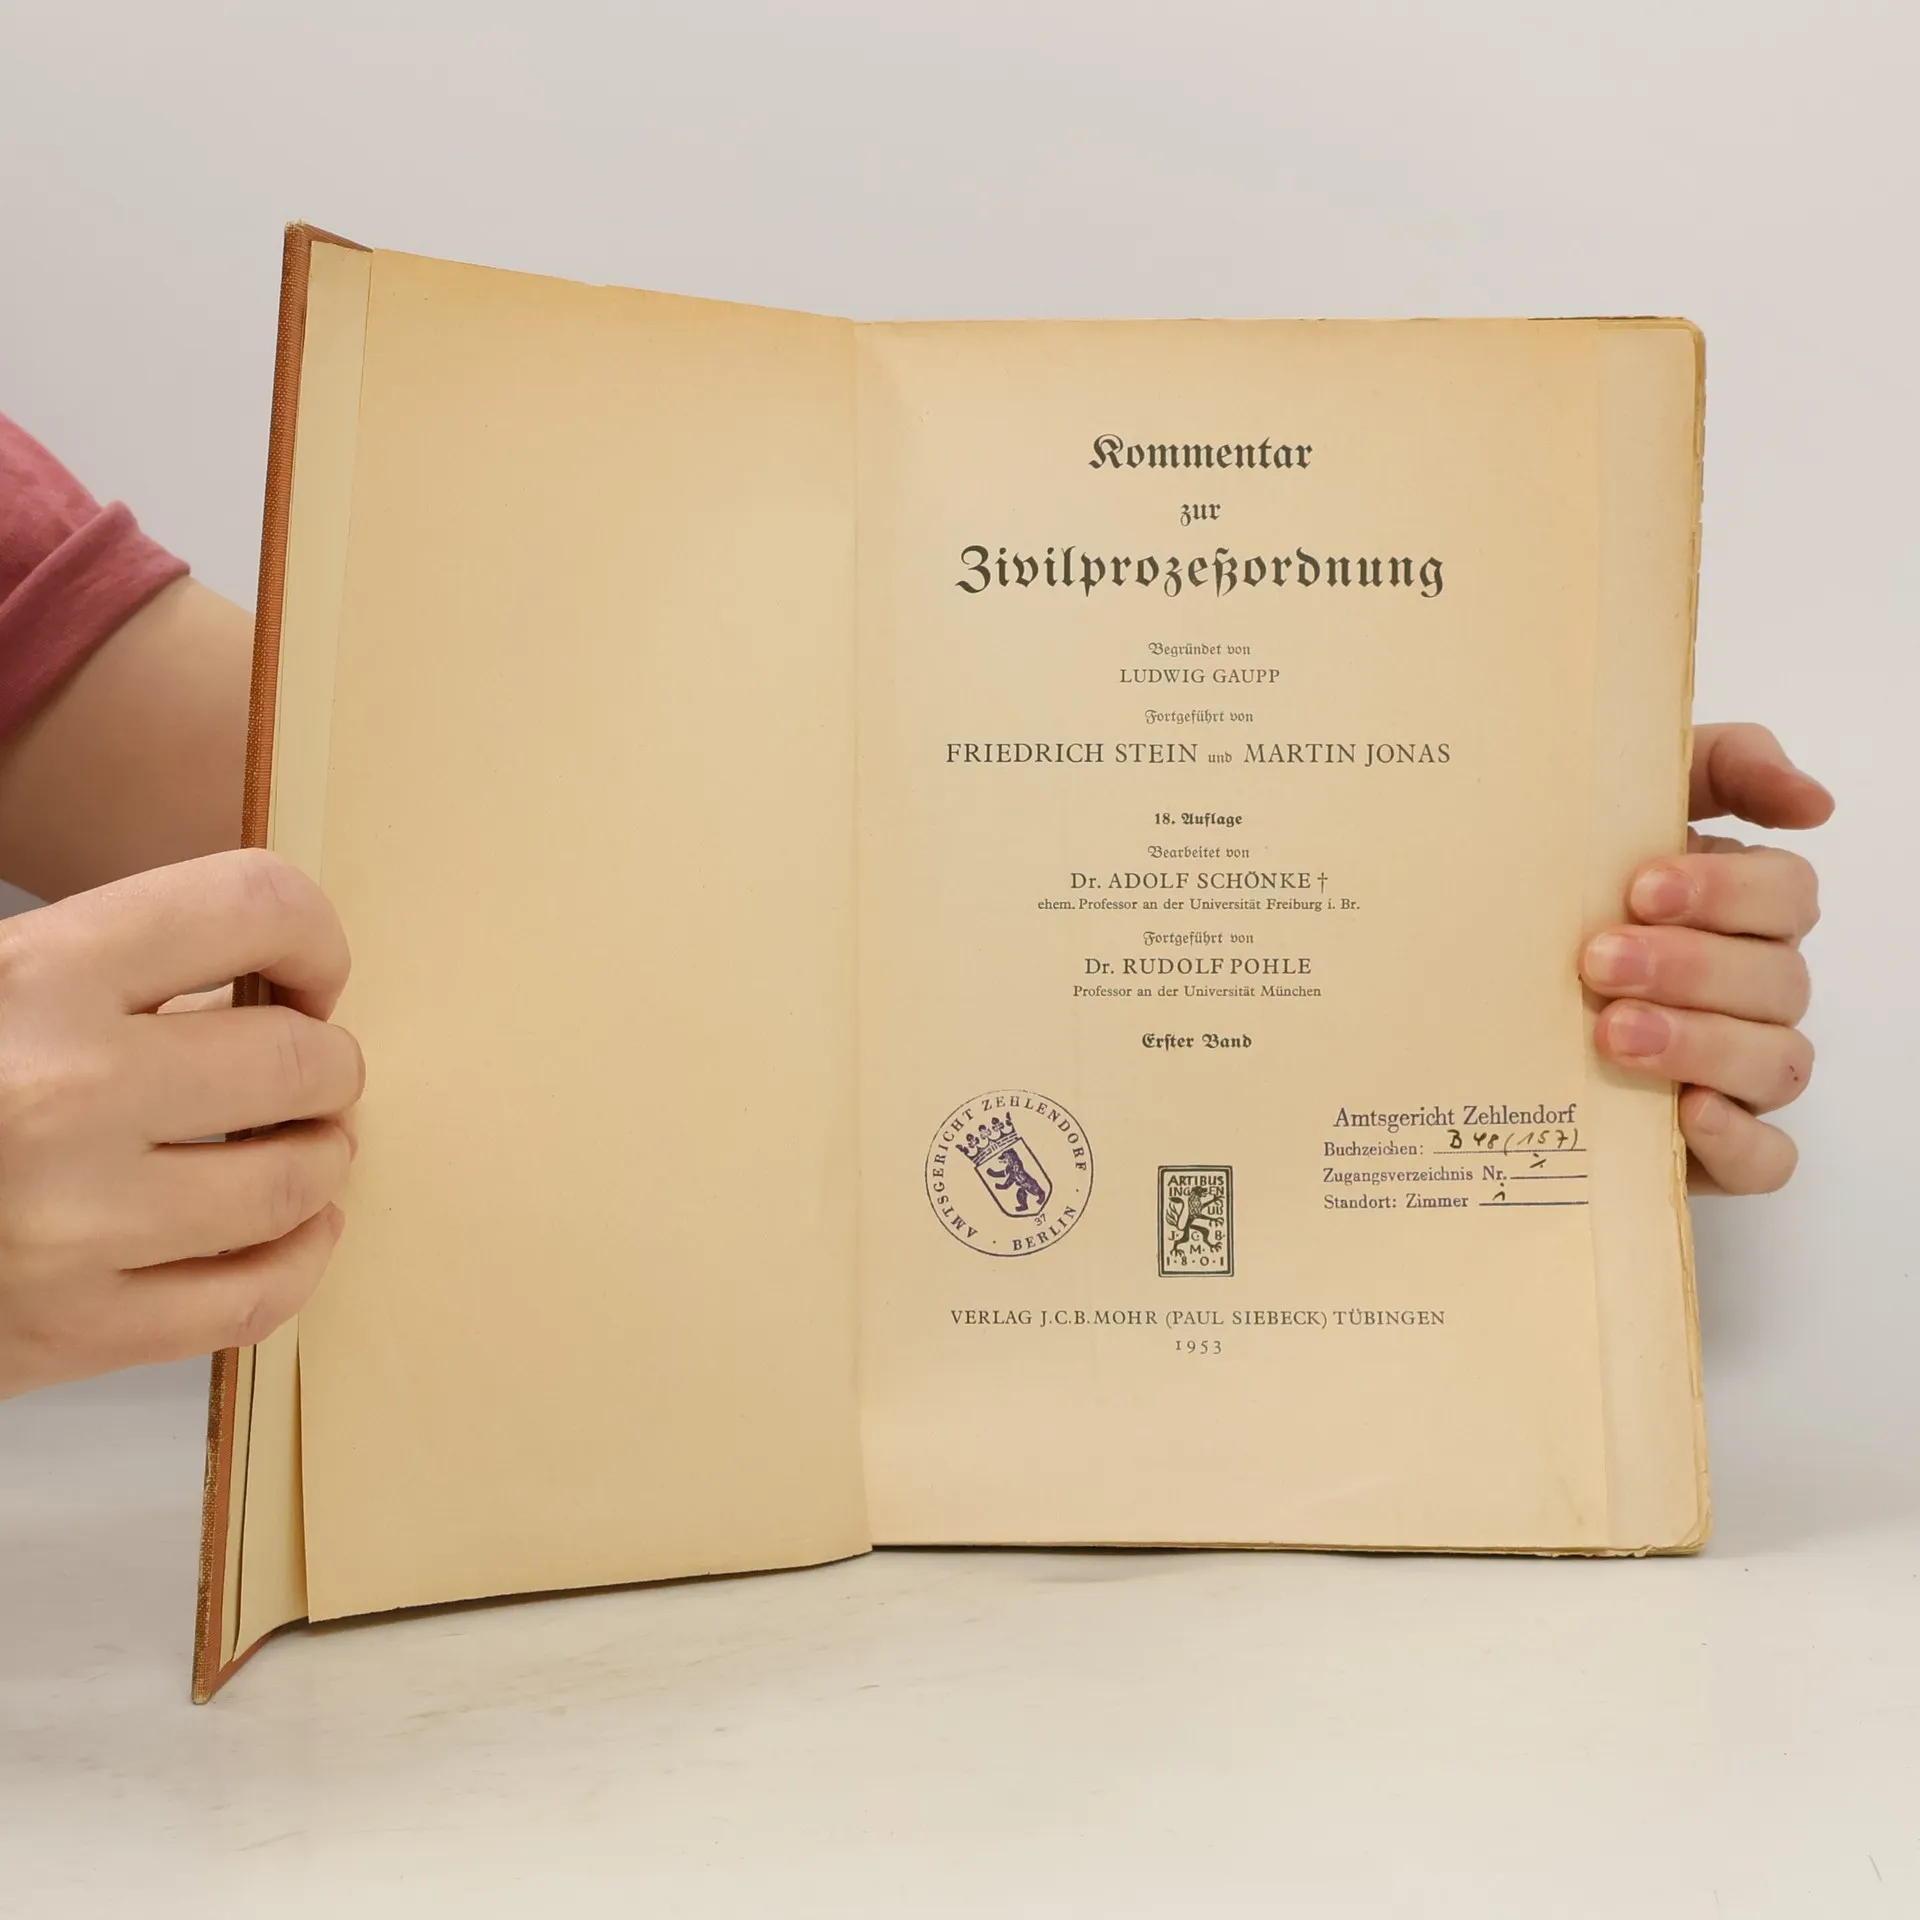 Kommentar
zur
Zivilprozeßordnung
Begründet von
LUDWIG GAUPP
Fortgeführt von
FRIEDRICH STEIN und MARTIN JONAS
18. Auflage
Bearbeitet von
Dr. ADOLF SCHÖNKE †
ehem. Professor an der Universität Freiburg i. Br.
Fortgeführt von
Dr. RUDOLF POHLE
Professor an der Universität München
Erſter Band
AMTSGERICHT ZEHLENDORF · BERLIN ·
37
Amtsgericht Zehlendorf
Buchzeichen: B 48 (157)
Zugangsverzeichnis Nr.
Standort: Zimmer
ARTIBUS
INGEN
UIS
J·C·B·
M·
1·8·0·1
VERLAG J.C.B. MOHR (PAUL SIEBECK) TÜBINGEN
1953